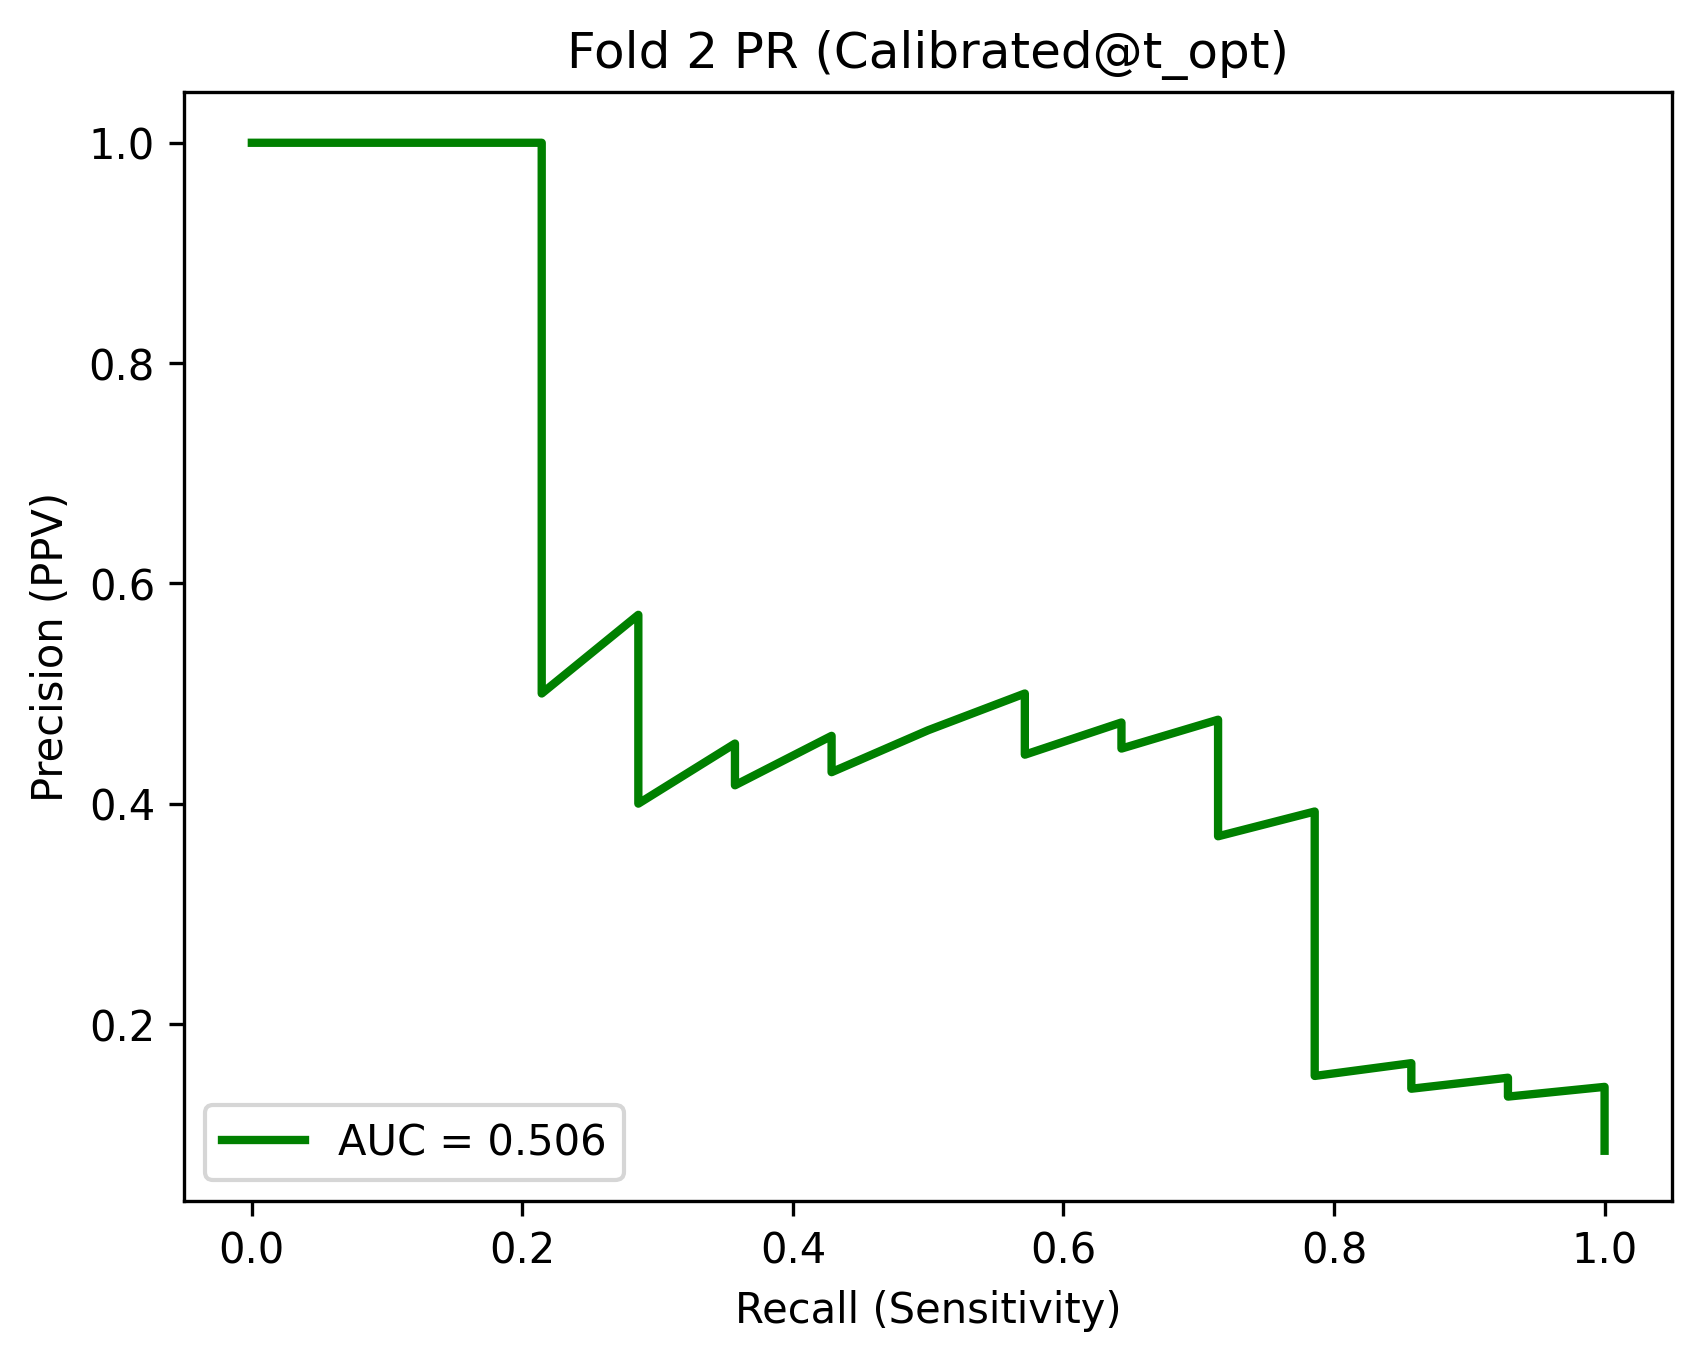 Fold 2 PR (Calibrated@t_opt)
Precision (PPV)
1.0
0.8
0.6
0.4
0.2
AUC = 0.506
0.0 0.2 0.4 0.6 0.8 1.0
Recall (Sensitivity)